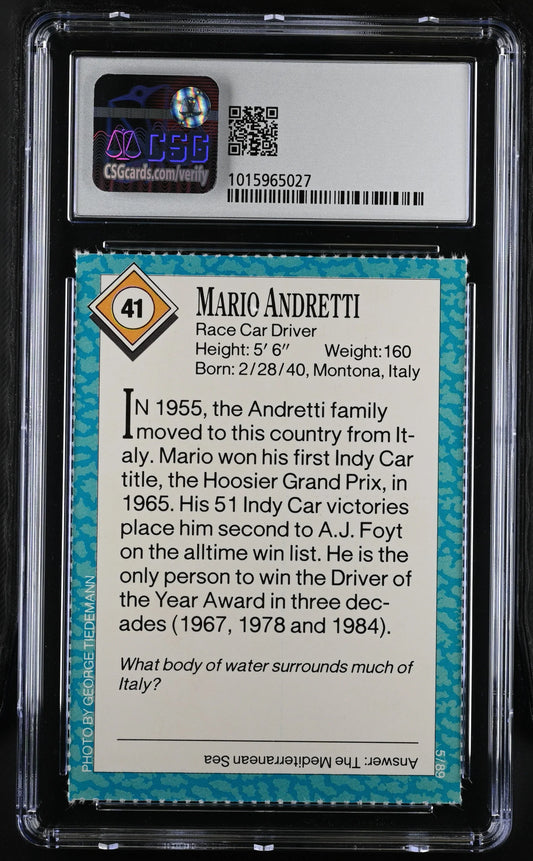 CSG
CSGcards.com/verify
1015965027
41
MARIO ANDRETTI
Race Car Driver
Height: 5' 6" Weight:160
Born: 2/28/40, Montona, Italy
IN 1955, the Andretti family
moved to this country from It-
aly. Mario won his first Indy Car
title, the Hoosier Grand Prix, in
1965. His 51 Indy Car victories
place him second to A.J. Foyt
on the alltime win list. He is the
only person to win the Driver of
the Year Award in three dec-
ades (1967, 1978 and 1984).
What body of water surrounds much of
Italy?
Answer: The Mediterranean Sea
PHOTO BY GEORGE TIEDEMANN
5/89